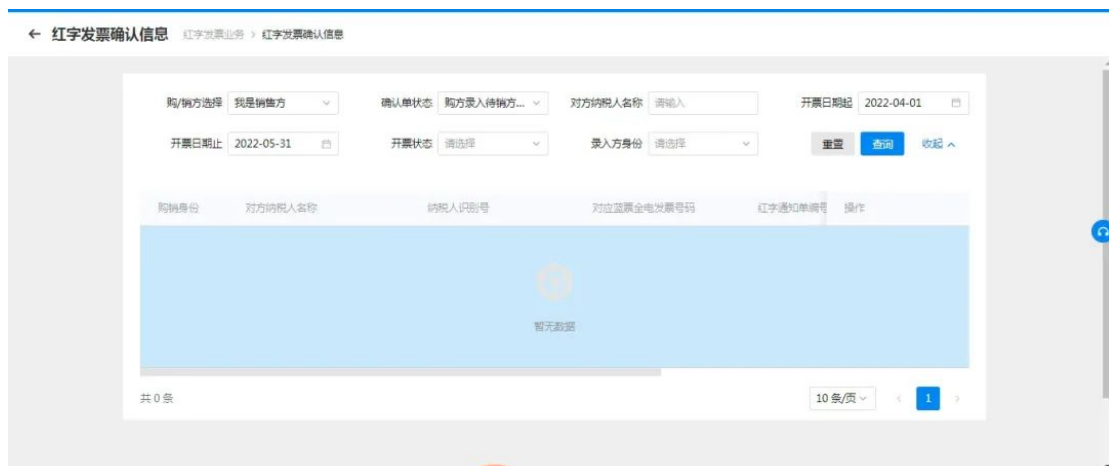 ← 红字发票确认信息 红字发票业务 > 红字发票确认信息
购/销方选择 我是销售方 确认单状态 购方录入待销方... 对方纳税人名称 请输入 开票日期起 2022-04-01
开票日期止 2022-05-31 开票状态 请选择 录入方身份 请选择 重置 查询 收起
购销身份 对方纳税人名称 纳税人识别号 对应蓝票全电发票号码 红字通知单编号 操作
暂无数据
共 0 条 10 条/页 < 1 >